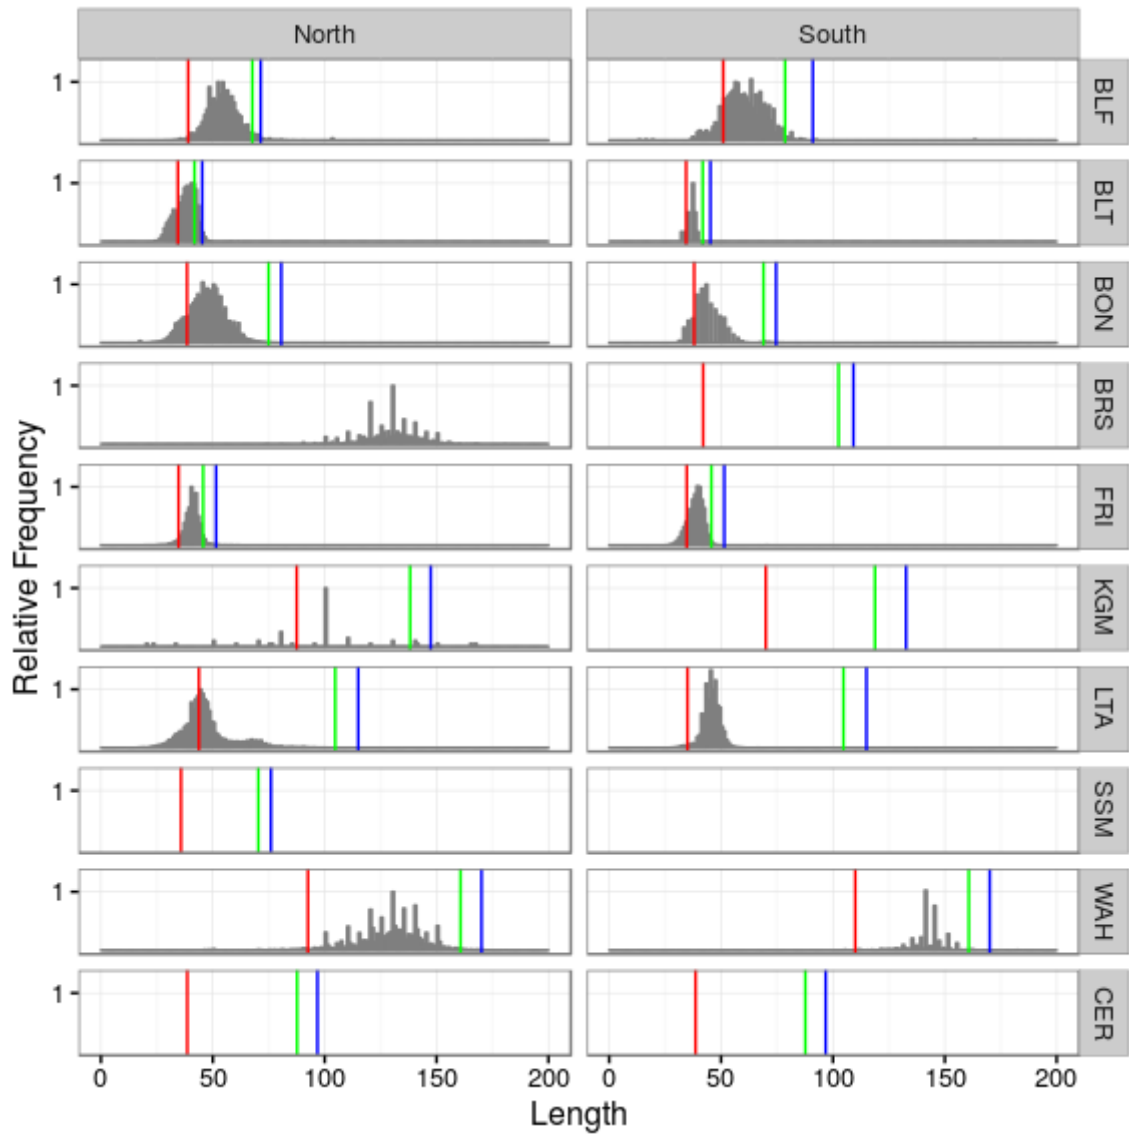 North South
1 BLF
1 BLT
1 BON
1 BRS
1 FRI
1 KGM
1 LTA
1 SSM
1 WAH
1 CER
Relative Frequency
0 50 100 150 200 0 50 100 150 200
Length